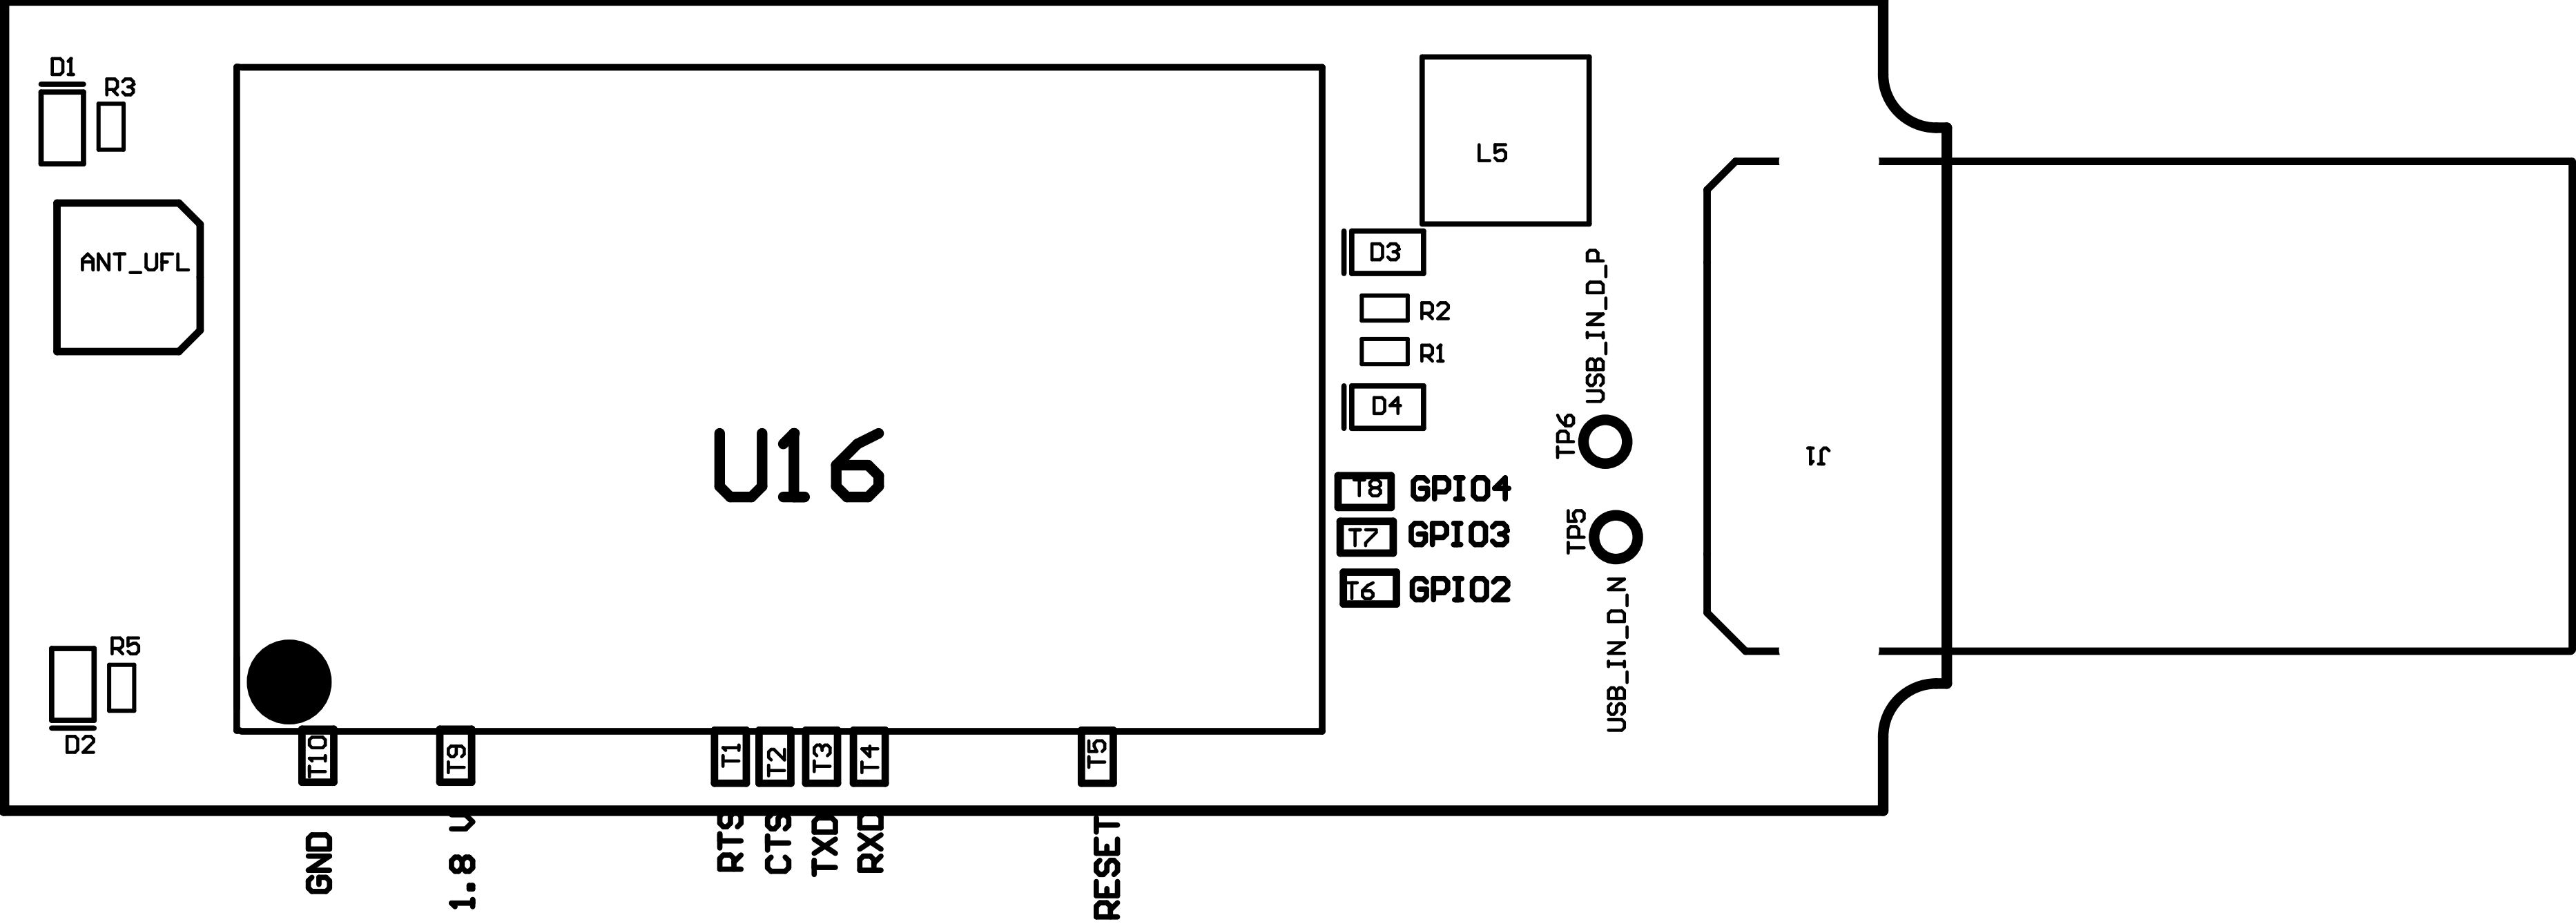 D1
R3
L5
ANT_UFL
D3
USB_IN_D_P
R2
R1
D4
TP6
U16
J1
T8 GPIO4
T7 GPIO3
TP5
T6 GPIO2
USB_IN_D_N
R5
D2
T10
T9
T1
T2
T3
T4
T5
GND
1.8 V
RTS
CTS
TXD
RXD
RESET